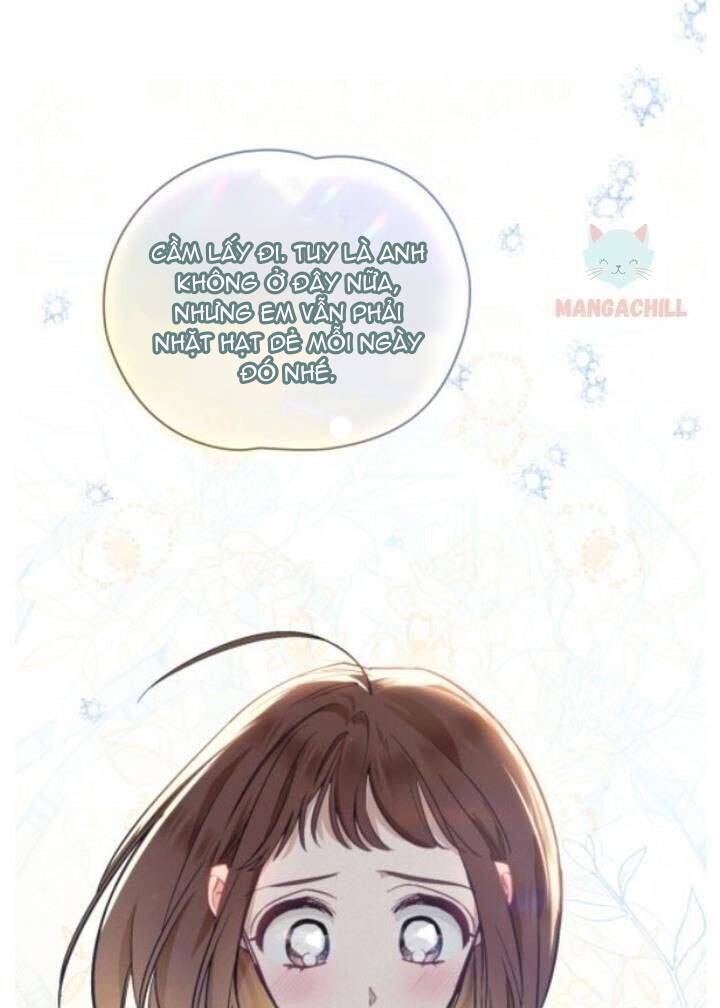 CẦM LẤY ĐI. TUY LÀ ANH
KHÔNG Ở ĐÂY NỮA,
NHƯNG EM VẪN PHẢI
NHẶT HẠT DẺ MỖI NGÀY
ĐÓ NHÉ.
MANGACHILL